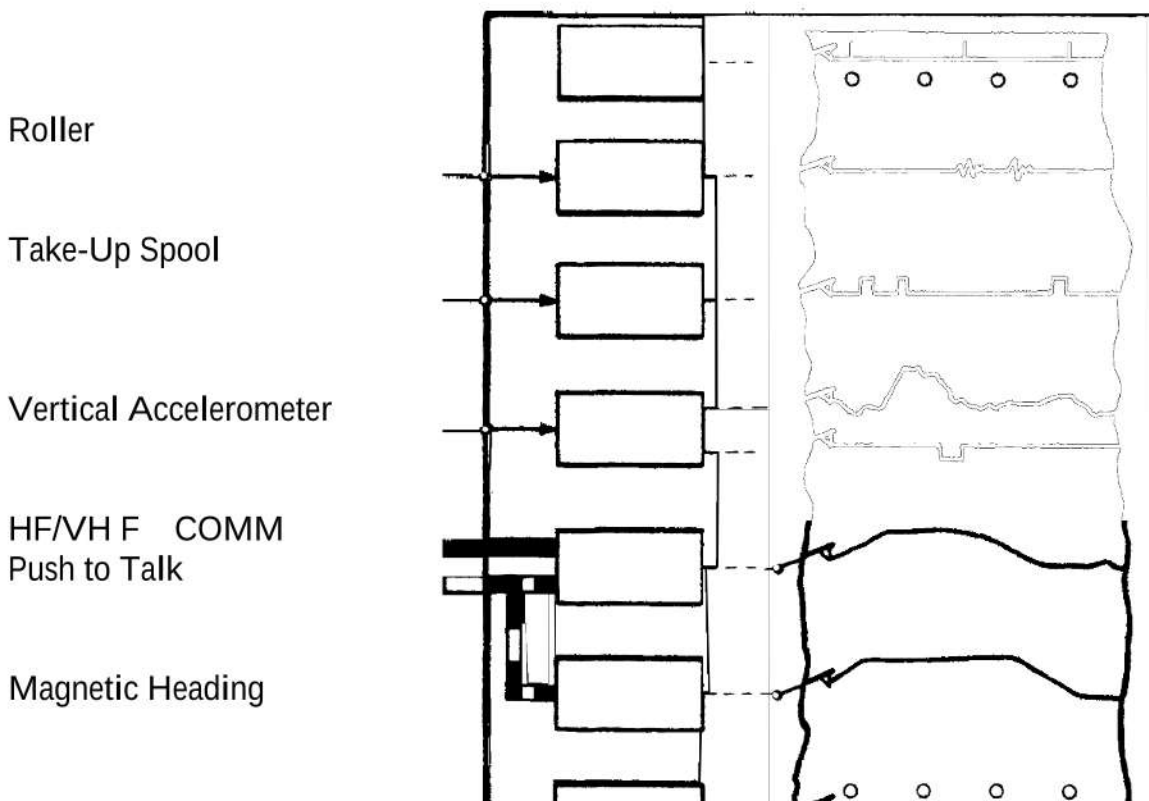 Roller
Take-Up Spool
Vertical Accelerometer
HF/VH F COMM
Push to Talk
Magnetic Heading